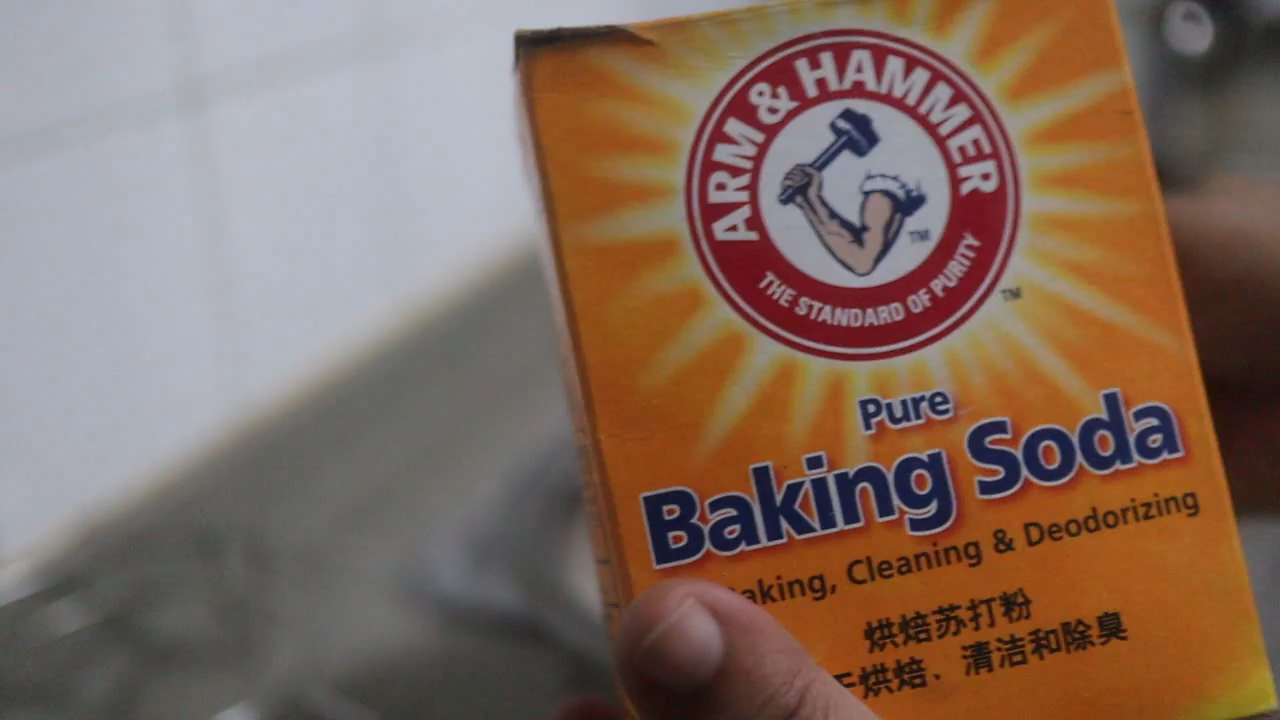 ARM & HAMMER
TM
THE STANDARD OF PURITY
TM
Pure
Baking Soda
Cleaning & Deodorizing
烘焙苏打粉
烘焙、清洁和除臭